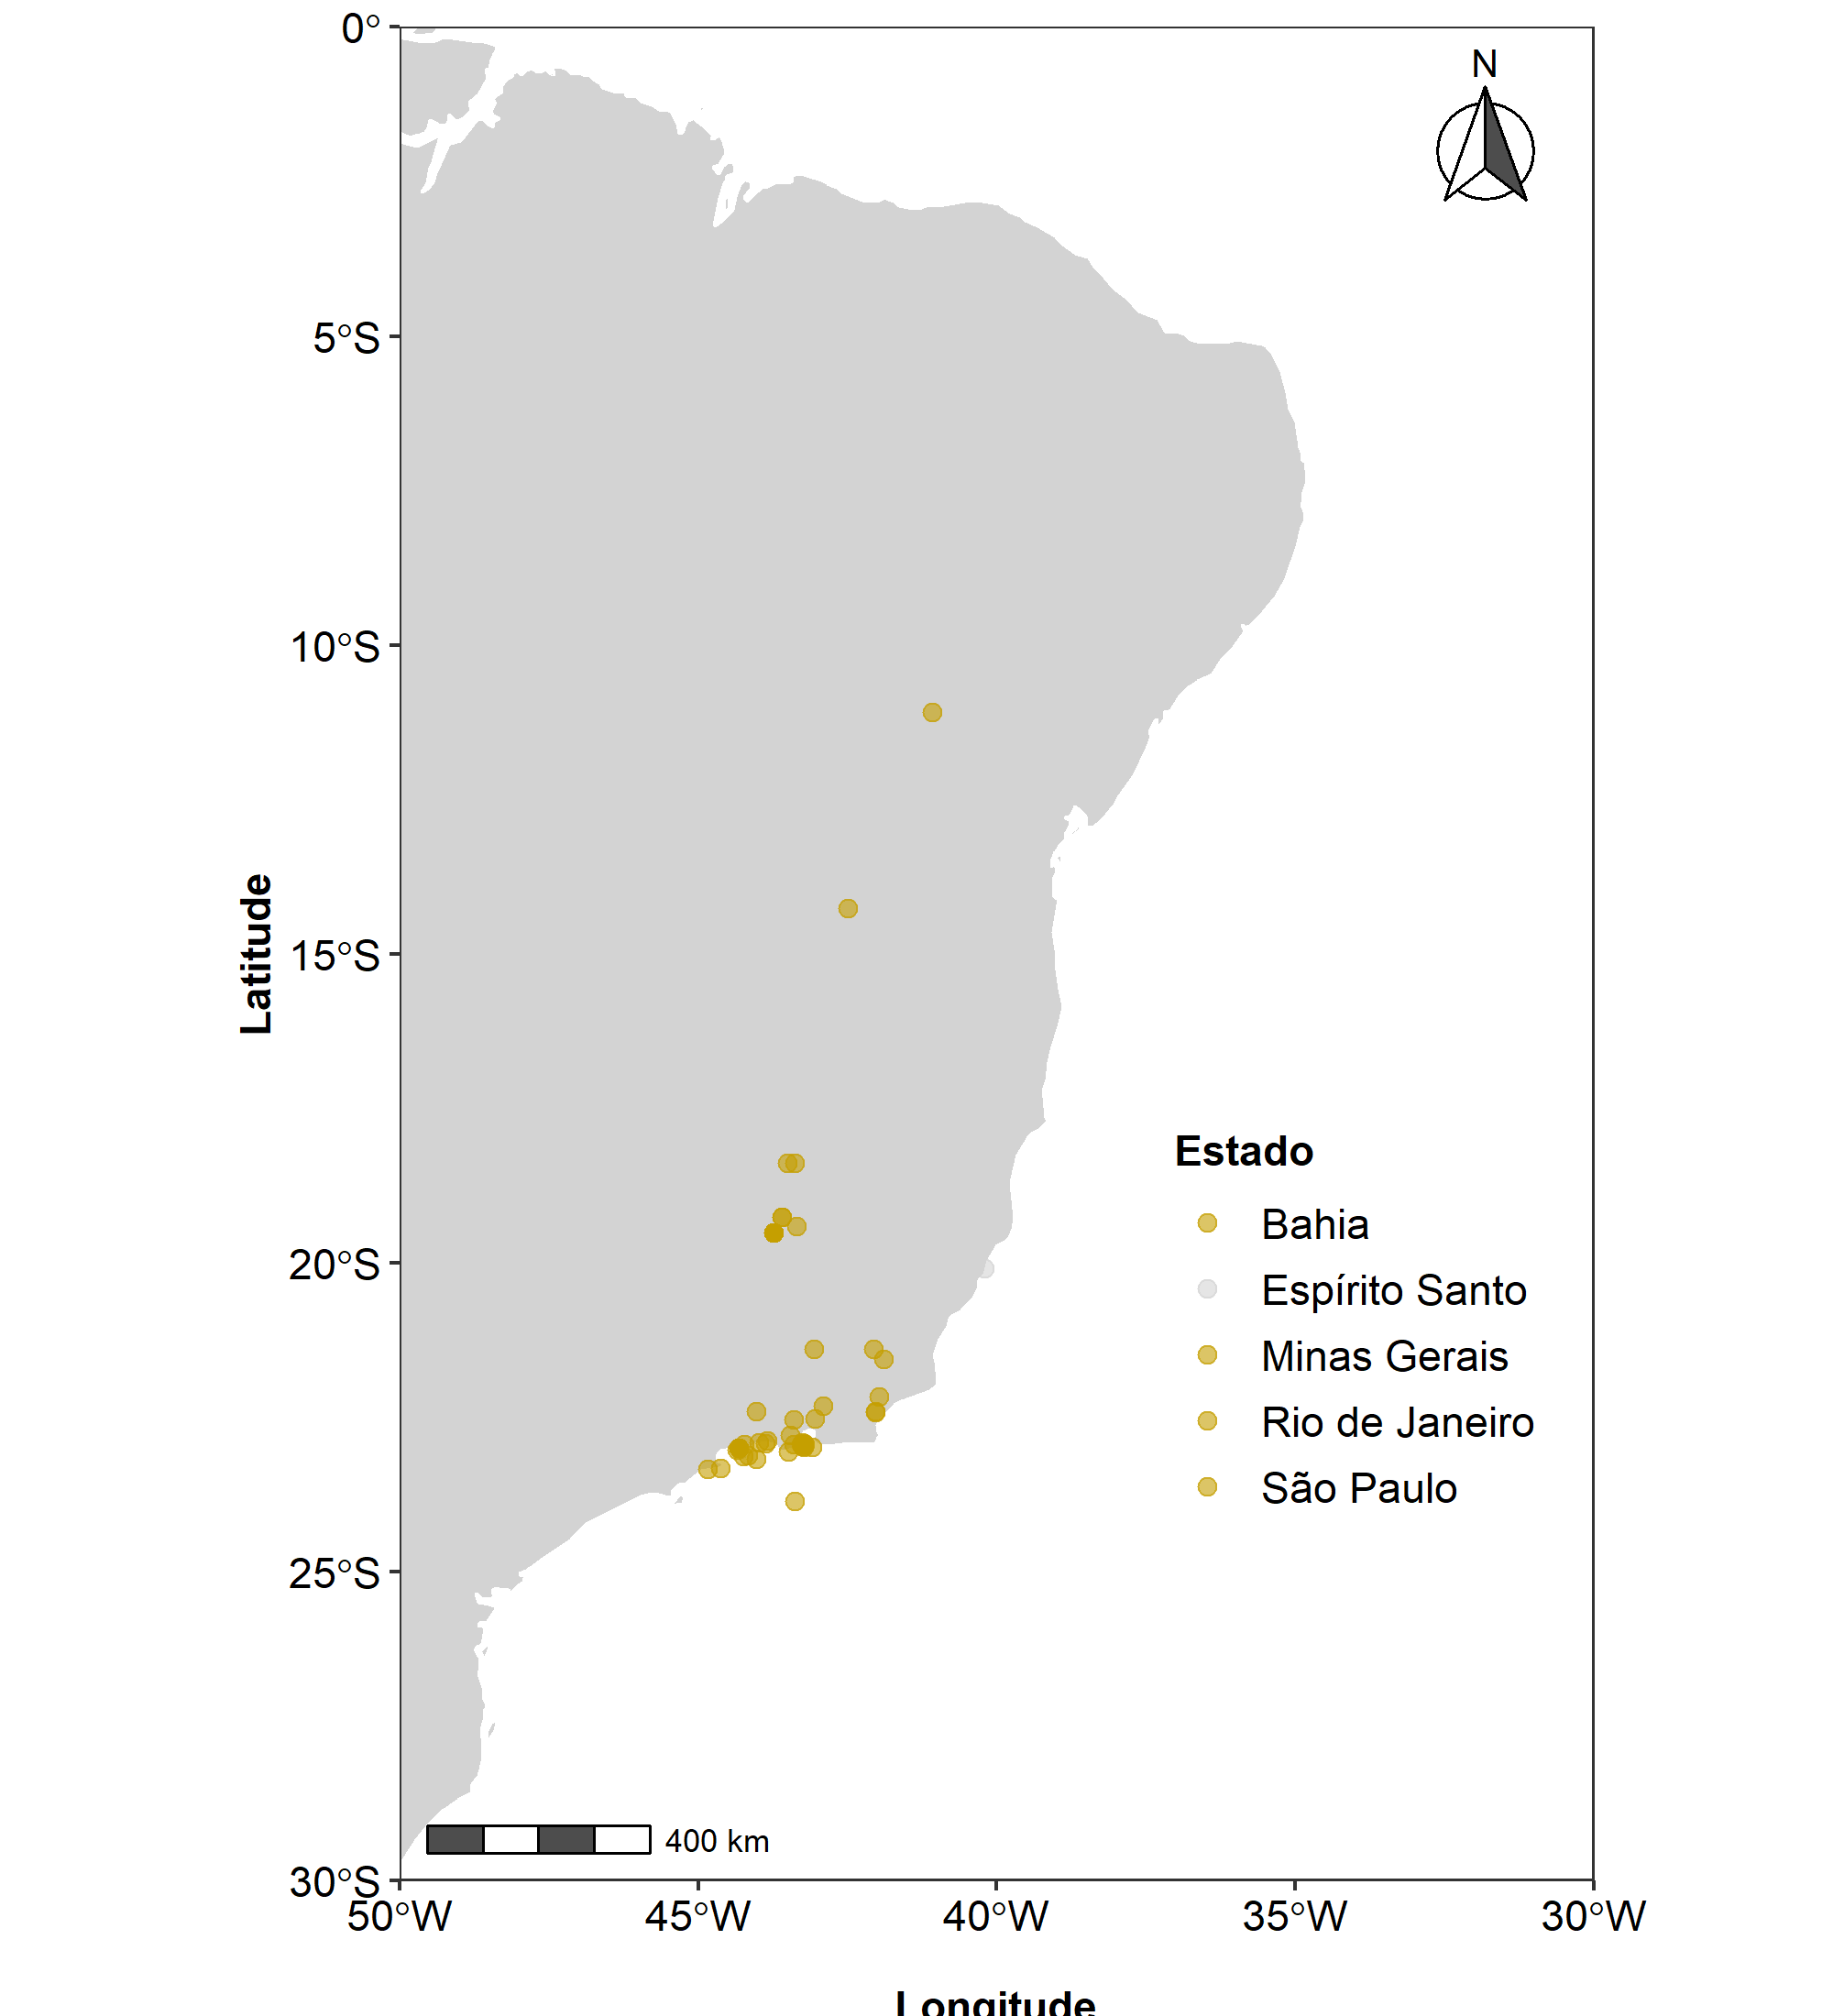 0°
N
5°S
10°S
15°S
20°S
25°S
30°S
Latitude
Estado
Bahia
Espírito Santo
Minas Gerais
Rio de Janeiro
São Paulo
400 km
50°W
45°W
40°W
35°W
30°W
Longitude